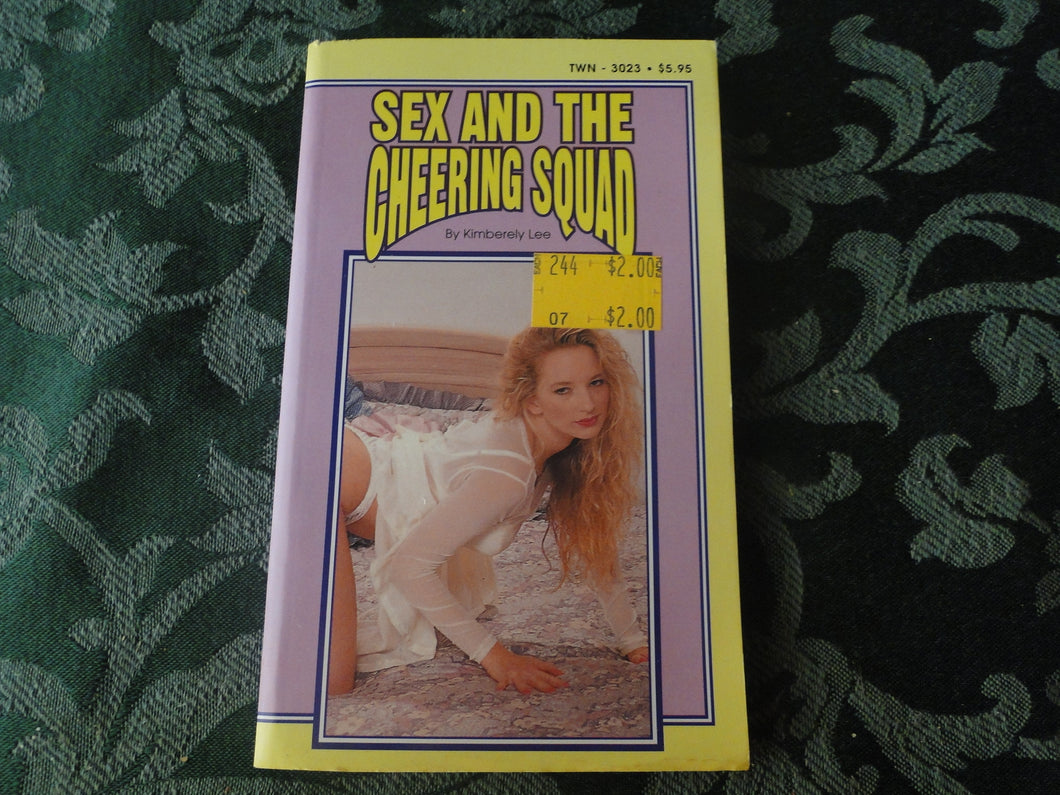 TWN - 3023 • $5.95
SEX AND THE
CHEERING SQUAD
By Kimberely Lee
244 $2.00
07 $2.00